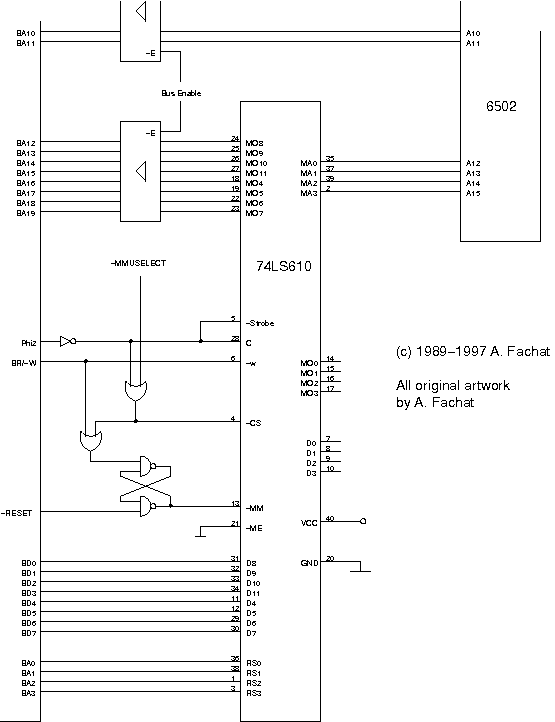 BA10 A10
BA11 A11
-E
6502
Bus Enable
-E
BA12 24 MO8
BA13 25 MO9
BA14 26 MO10 MA0 35 A12
BA15 27 MO11 MA1 37 A13
BA16 18 MO4 MA2 39 A14
BA17 19 MO5 MA3 2 A15
BA18 22 MO6
BA19 23 MO7
-MMUSELECT
74LS610
5 -Strobe
Phi2 28 C
BR/-W 6 -w
MO0 14
MO1 15
MO2 16
MO3 17
(c) 1989-1997 A. Fachat
All original artwork
by A. Fachat
4 -CS
D0 7
D1 8
D2 9
D3 10
-RESET 13 -MM
21 -ME VCC 40
BD0 31 D8 GND 20
BD1 32 D9
BD2 33 D10
BD3 34 D11
BD4 11 D4
BD5 12 D5
BD6 29 D6
BD7 30 D7
BA0 36 RS0
BA1 38 RS1
BA2 1 RS2
BA3 3 RS3